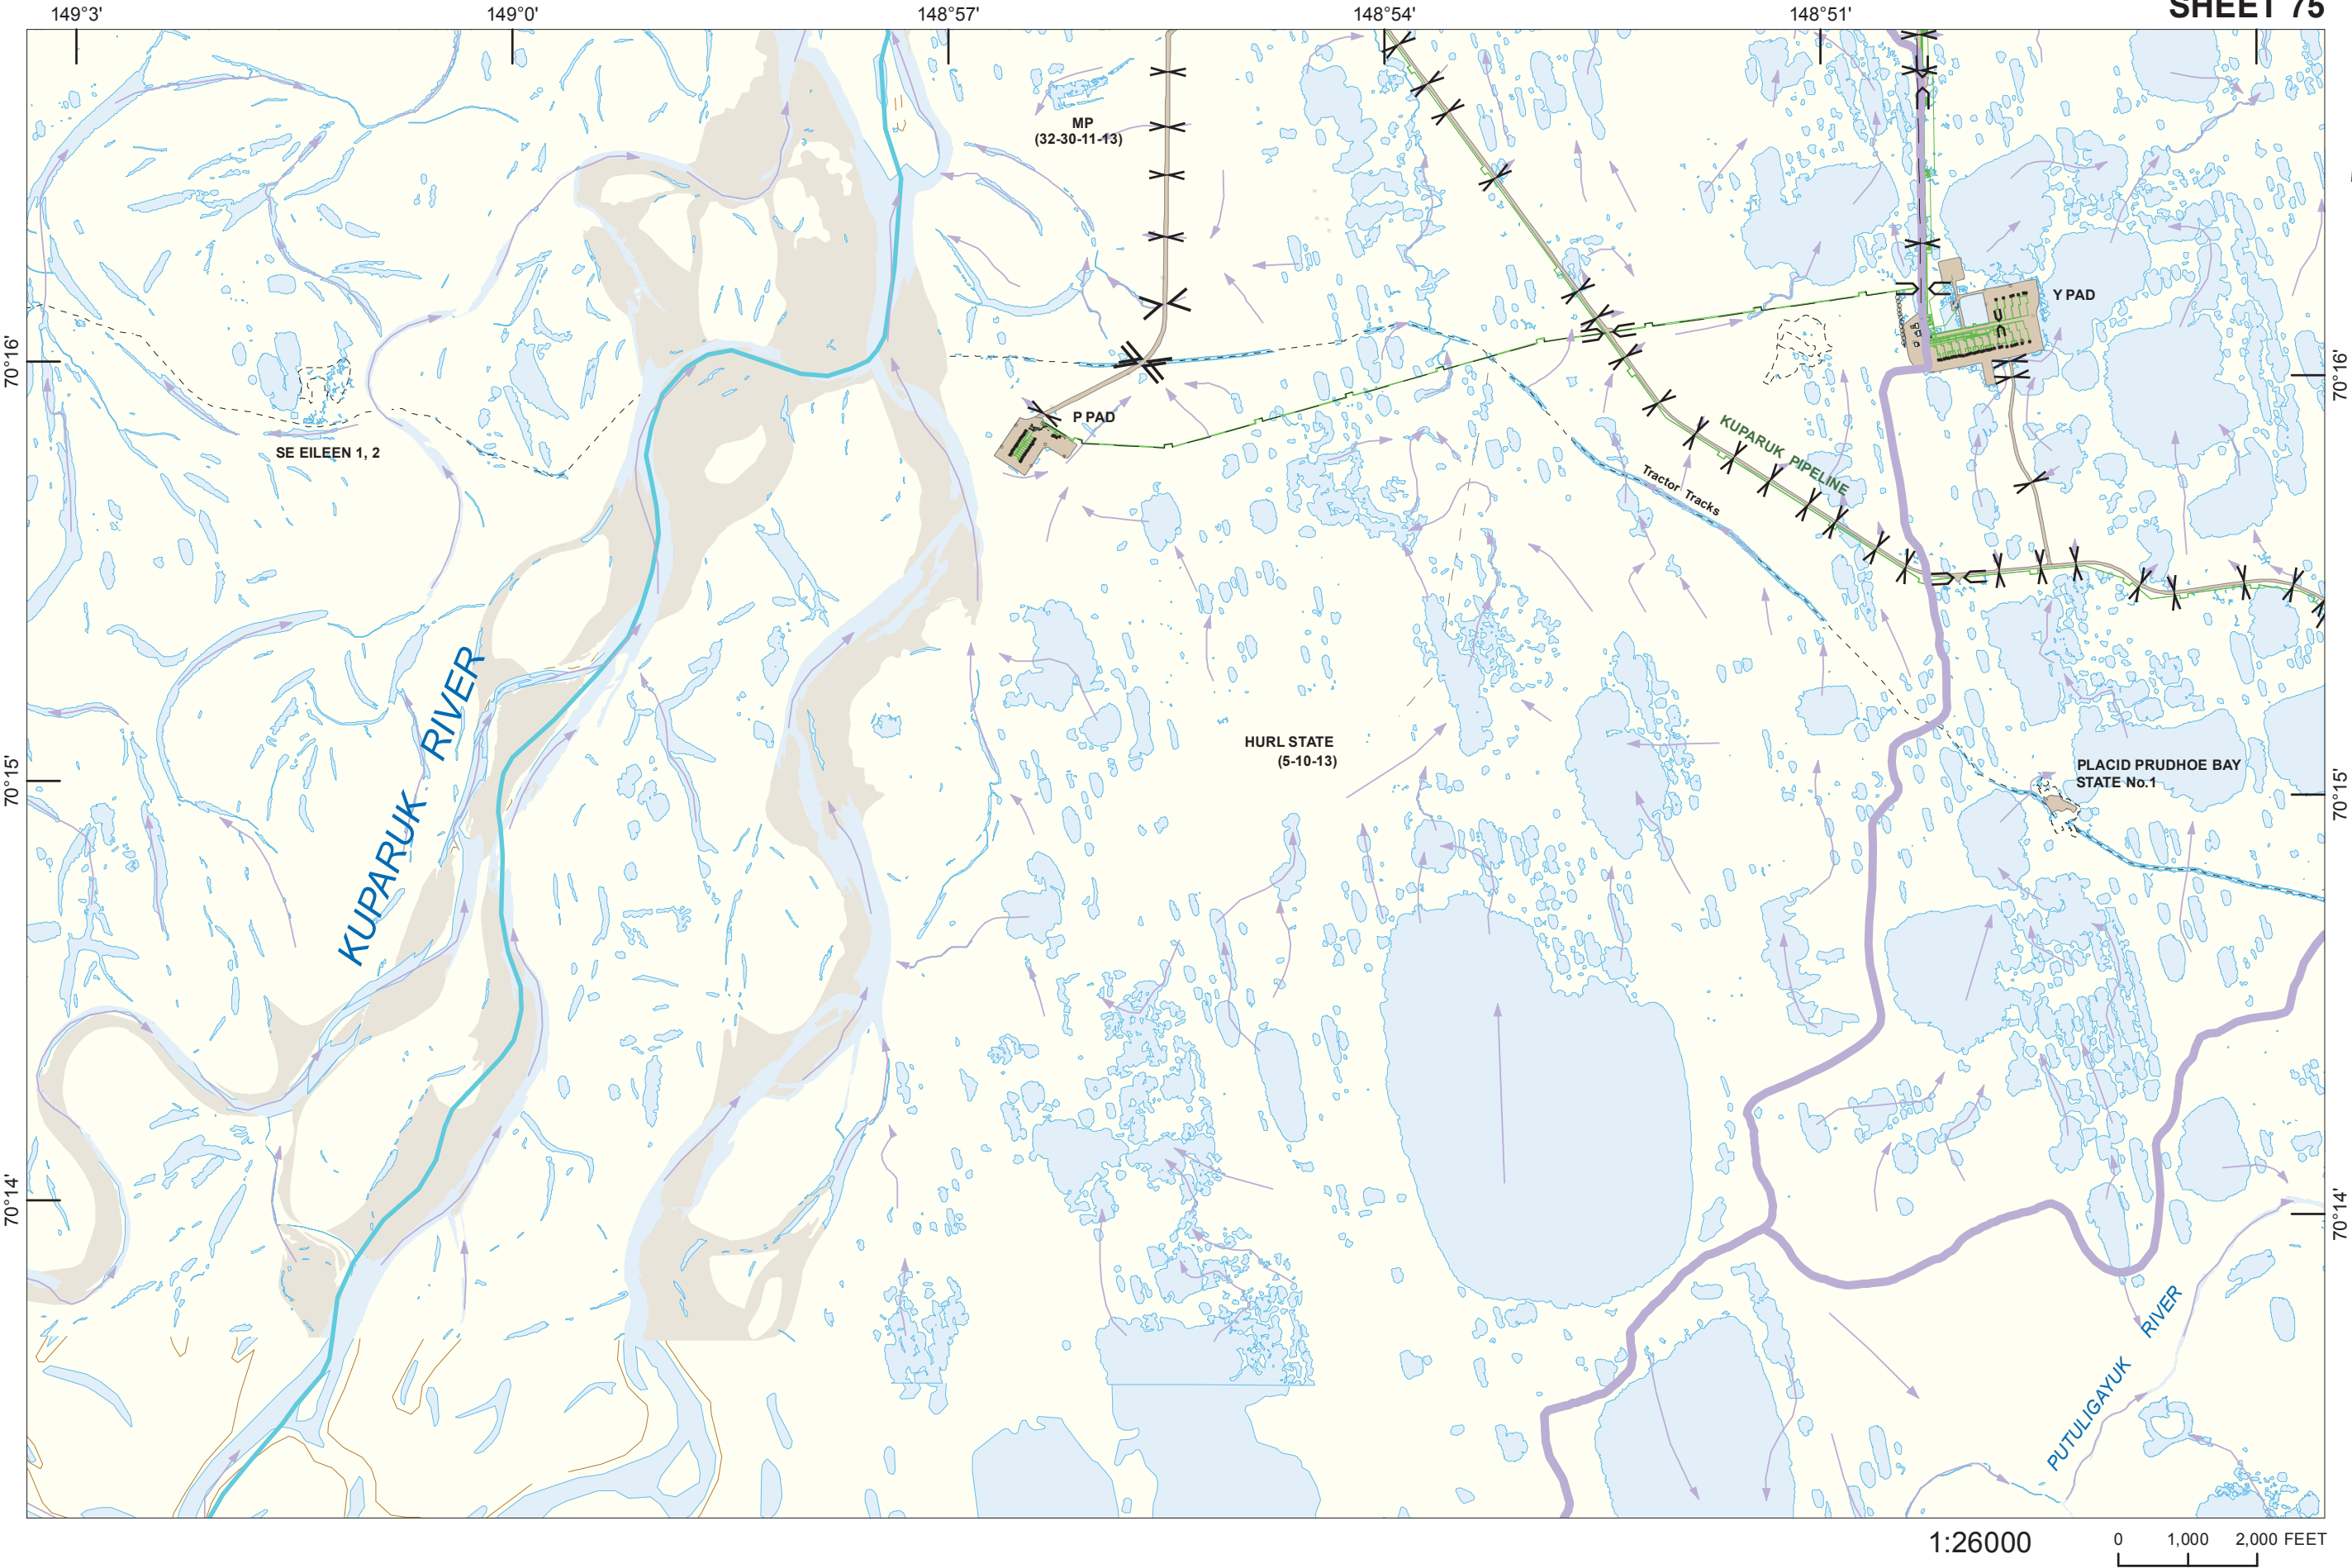 SHEET 75
149°3'
149°0'
148°57'
148°54'
148°51'
MP
(32-30-11-13)
Y PAD
70°16'
70°16'
P PAD
SE EILEEN 1, 2
KUPARUK PIPELINE
Tractor Tracks
KUPARUK RIVER
HURL STATE
(5-10-13)
PLACID PRUDHOE BAY
STATE No.1
70°15'
70°15'
70°14'
70°14'
PUTULIGAYUK RIVER
1:26000
0 1,000 2,000 FEET